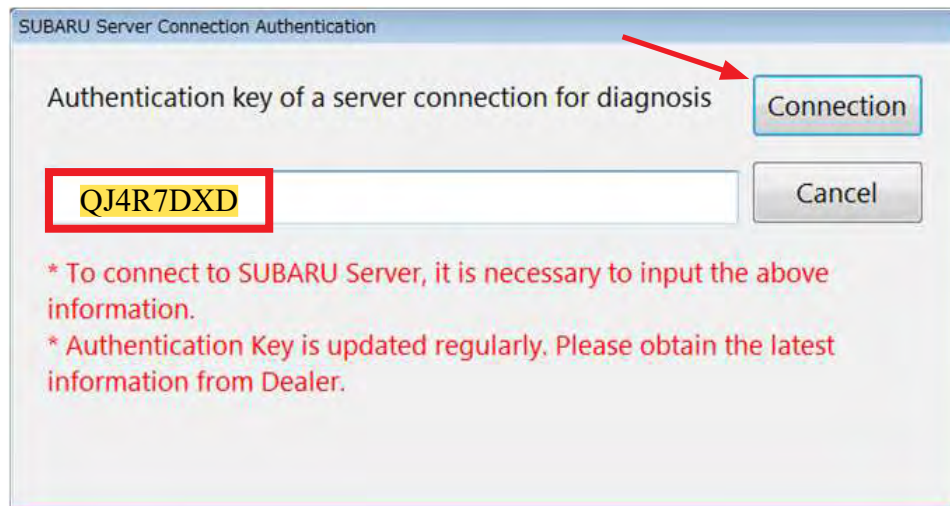 SUBARU Server Connection Authentication
Authentication key of a server connection for diagnosis
Connection
QJ4R7DXD
Cancel
* To connect to SUBARU Server, it is necessary to input the above
information.
* Authentication Key is updated regularly. Please obtain the latest
information from Dealer.